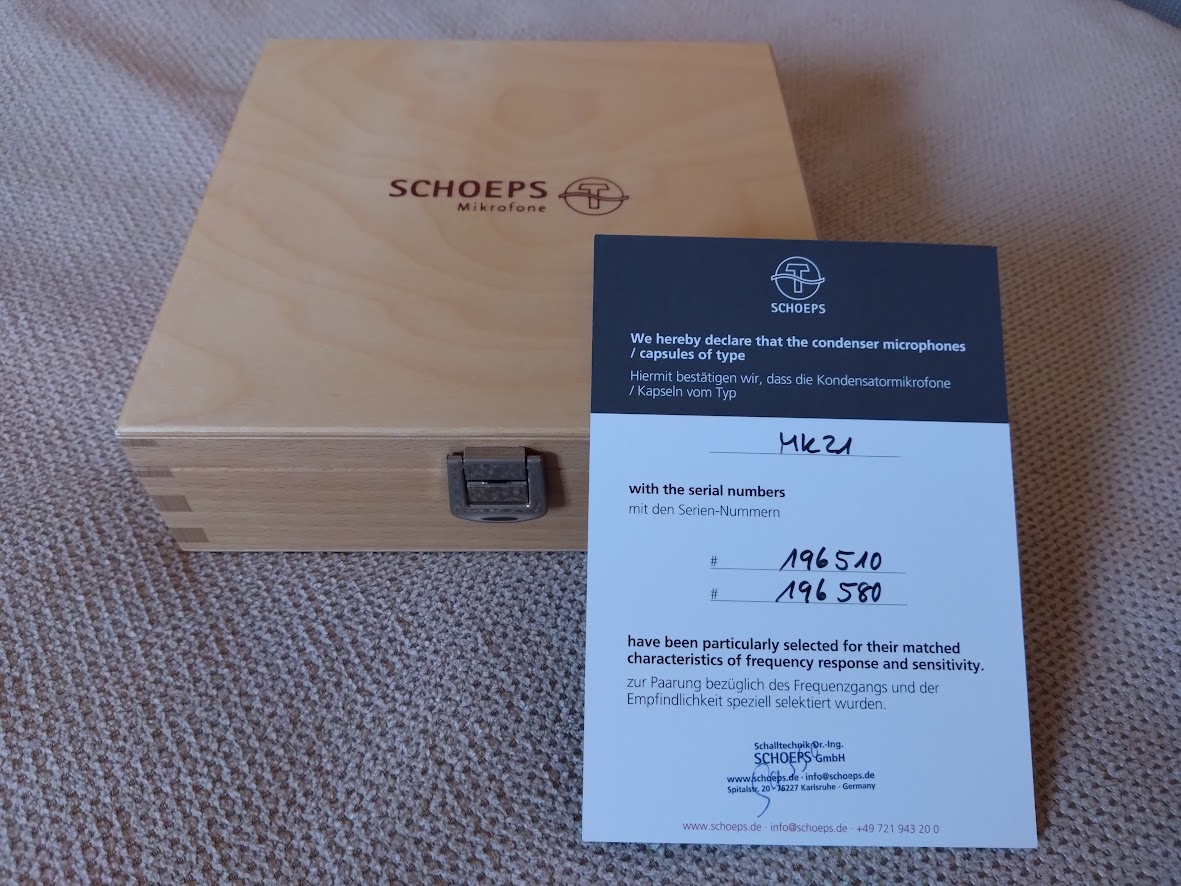 SCHOEPS
Mikrofone
SCHOEPS
We hereby declare that the condenser microphones
/ capsules of type
Hiermit bestätigen wir, dass die Kondensatormikrofone
/ Kapseln vom Typ
MK21
with the serial numbers
mit den Serien-Nummern
# 196510
# 196580
have been particularly selected for their matched
characteristics of frequency response and sensitivity.
zur Paarung bezüglich des Frequenzgangs und der
Empfindlichkeit speziell selektiert wurden.
Schalltechnik Dr.-Ing.
SCHOEPS GmbH
www.schoeps.de · info@schoeps.de
Spitalstr. 20 - 76227 Karlsruhe · Germany
www.schoeps.de · info@schoeps.de · +49 721 943 20 0